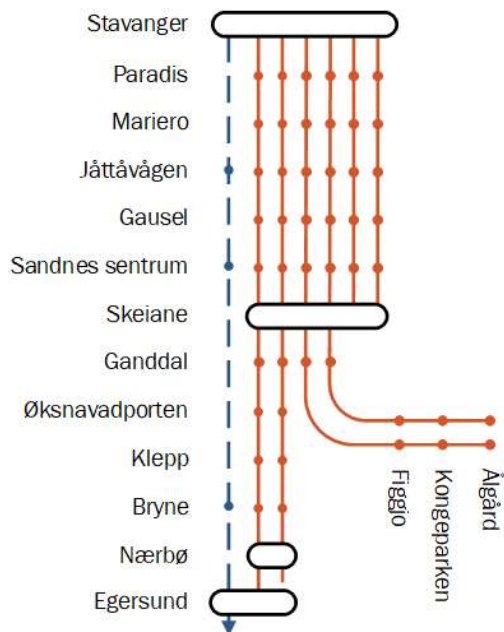 Stavanger
Paradis
Mariero
Jåttåvågen
Gausel
Sandnes sentrum
Skeiane
Ganddal
Øksnavadporten
Klepp
Bryne
Nærbø
Egersund
Figgjo
Kongeparken
Ålgård